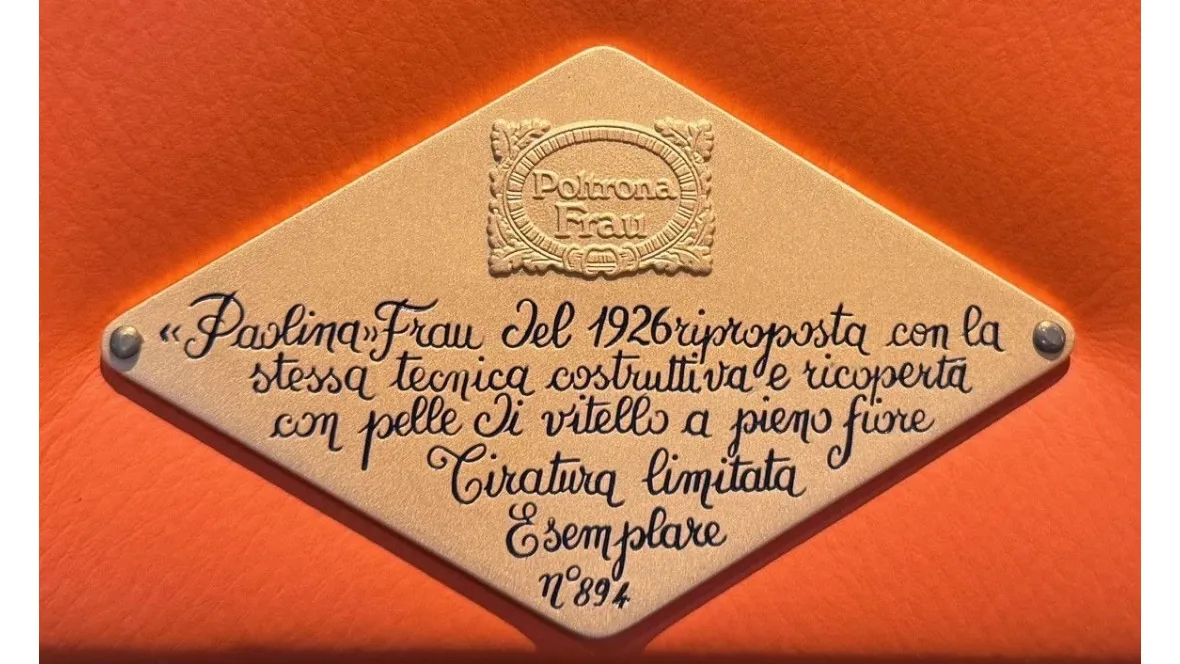 Poltrona
Frau
«Paolina» Frau del 1926 riproposta con la
stessa tecnica costruttiva e ricoperta
con pelle di vitello a pieno fiore
Tiratura limitata
Esemplare
n° 894